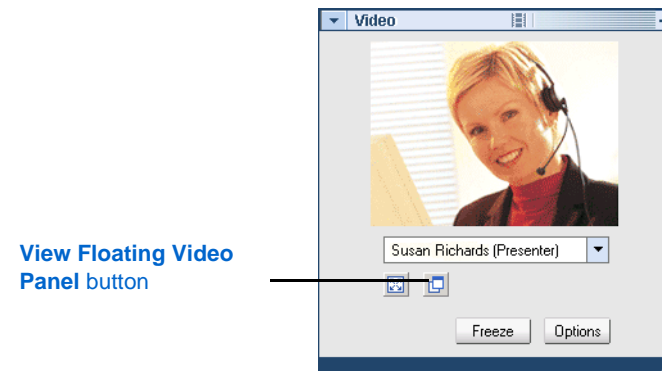 Video
Susan Richards (Presenter)
View Floating Video
Panel button
Freeze
Options